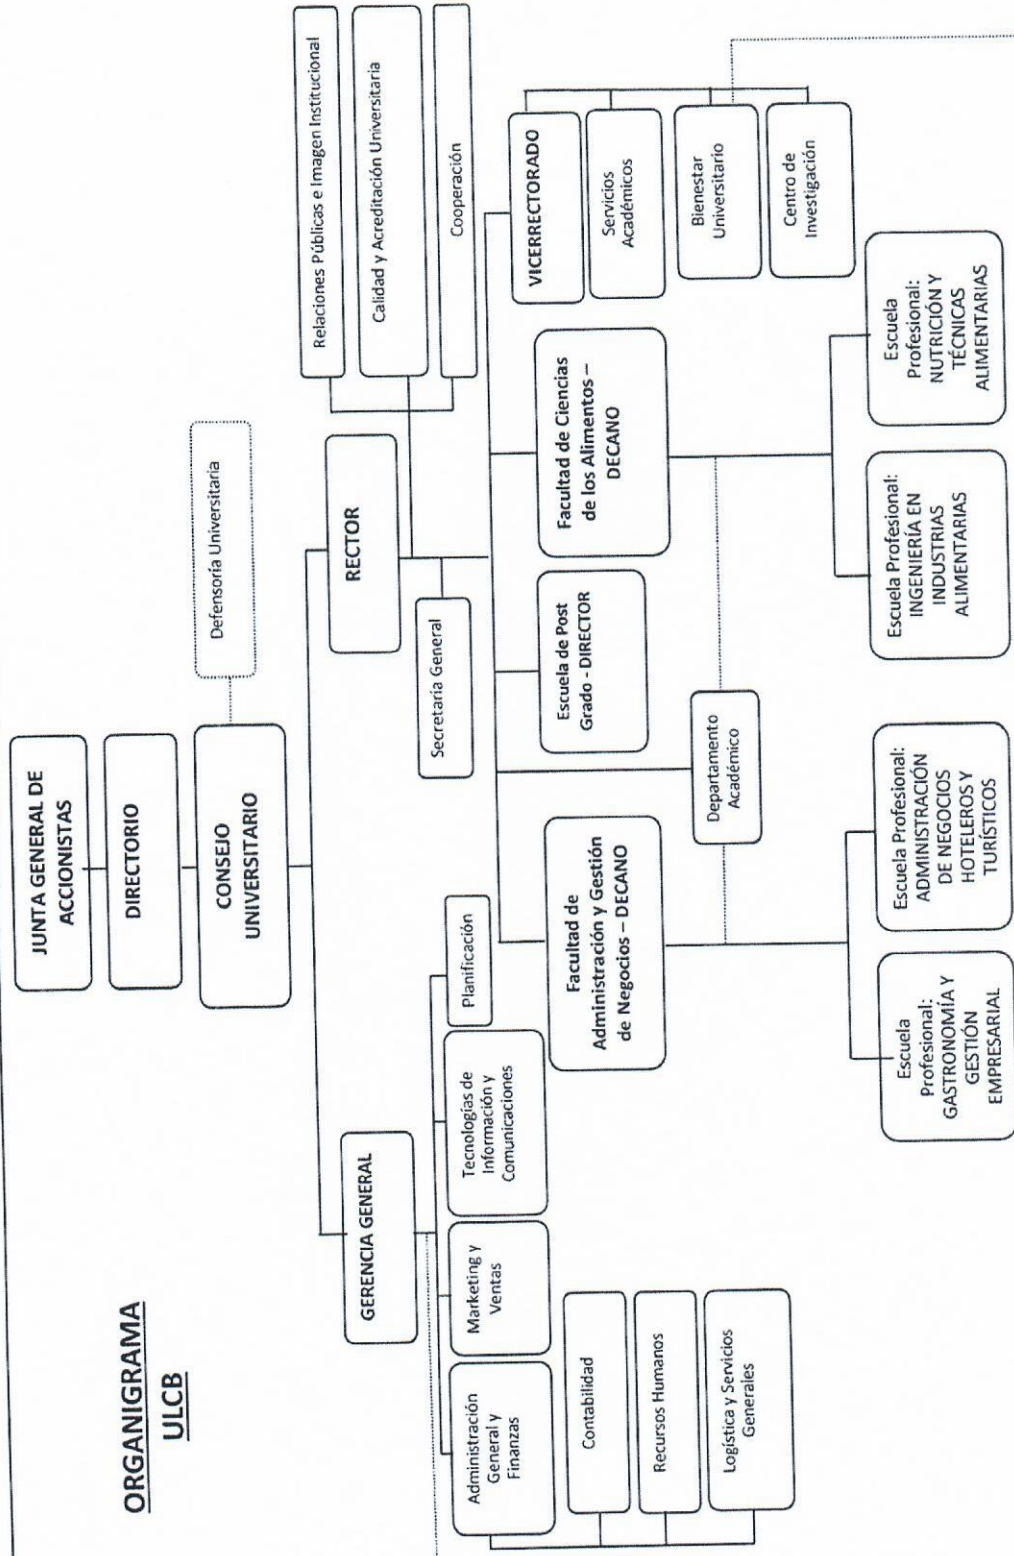 ORGANIGRAMA
ULCB
JUNTA GENERAL DE
ACCIONISTAS
DIRECTORIO
CONSEJO
UNIVERSITARIO
Defensoría Universitaria
GERENCIA GENERAL
RECTOR
Relaciones Públicas e Imagen Institucional
Calidad y Acreditación Universitaria
Cooperación
Secretaría General
Administración
General y
Finanzas
Marketing y
Ventas
Tecnologías de
Información y
Comunicaciones
Planificación
Contabilidad
Recursos Humanos
Logística y Servicios
Generales
Facultad de
Administración y Gestión
de Negocios – DECANO
Escuela de Post
Grado - DIRECTOR
Facultad de Ciencias
de los Alimentos –
DECANO
VICERRECTORADO
Servicios
Académicos
Bienestar
Universitario
Centro de
Investigación
Departamento
Académico
Escuela
Profesional:
GASTRONOMÍA Y
GESTIÓN
EMPRESARIAL
Escuela Profesional:
ADMINISTRACIÓN
DE NEGOCIOS
HOTELEROS Y
TURÍSTICOS
Escuela Profesional:
INGENIERÍA EN
INDUSTRIAS
ALIMENTARIAS
Escuela
Profesional:
NUTRICIÓN Y
TÉCNICAS
ALIMENTARIAS